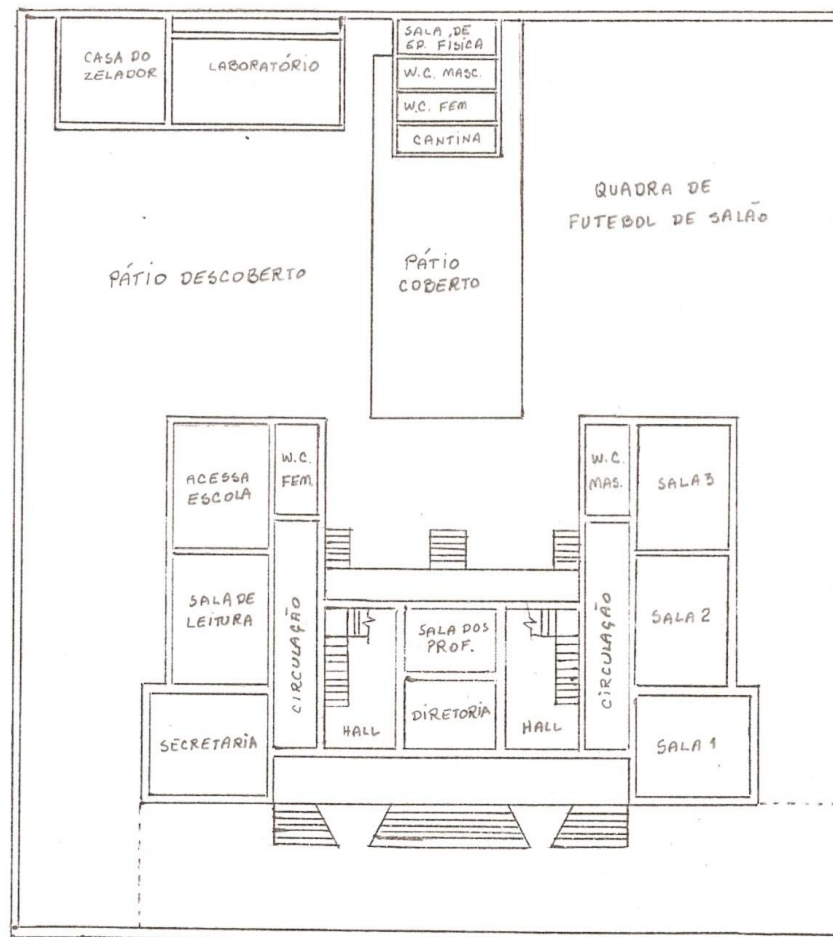 CASA DO
ZELADOR
LABORATÓRIO
SALA DE
ED. FISICA
W.C. MASC.
W.C. FEM
CANTINA
QUADRA DE
FUTEBOL DE SALÃO
PÁTIO DESCOBERTO
PÁTIO
COBERTO
ACESSA
ESCOLA
W.C.
FEM.
W.C.
MAS.
SALA 3
SALA DE
LEITURA
CIRCULAÇÃO
SALA DOS
PROF.
CIRCULAÇÃO
SALA 2
SECRETARIA
HALL
DIRETORIA
HALL
SALA 1